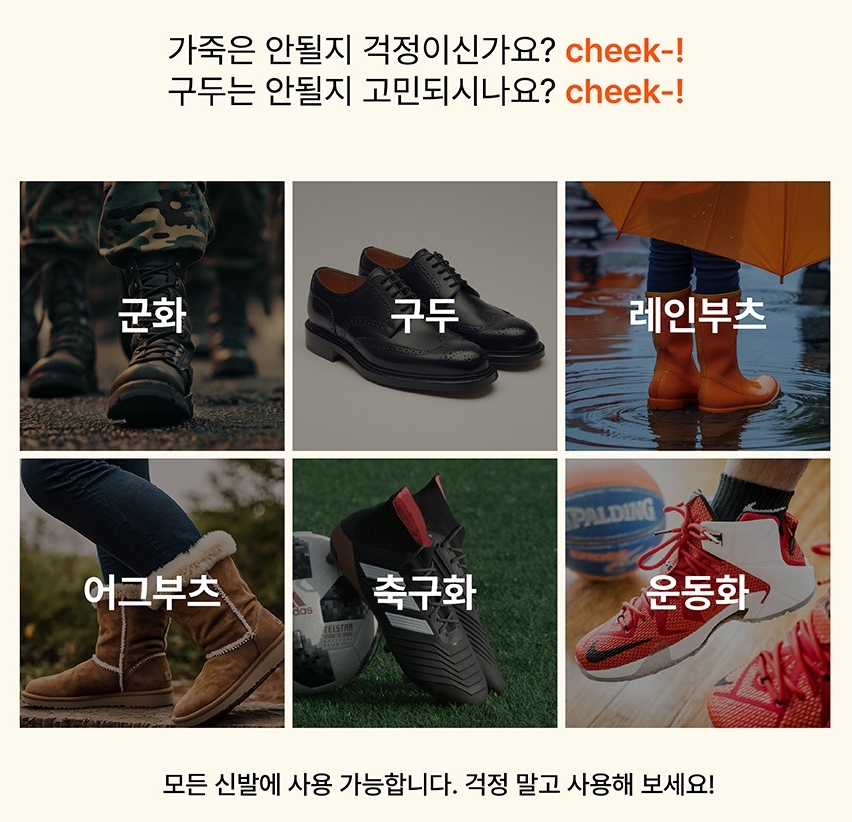 가죽은 안될지 걱정이신가요? cheek-!
구두는 안될지 고민되시나요? cheek-!
군화
구두
레인부츠
SPALDING
어그부츠
축구화
운동화
adidas
TELSTAR
모든 신발에 사용 가능합니다. 걱정 말고 사용해 보세요!